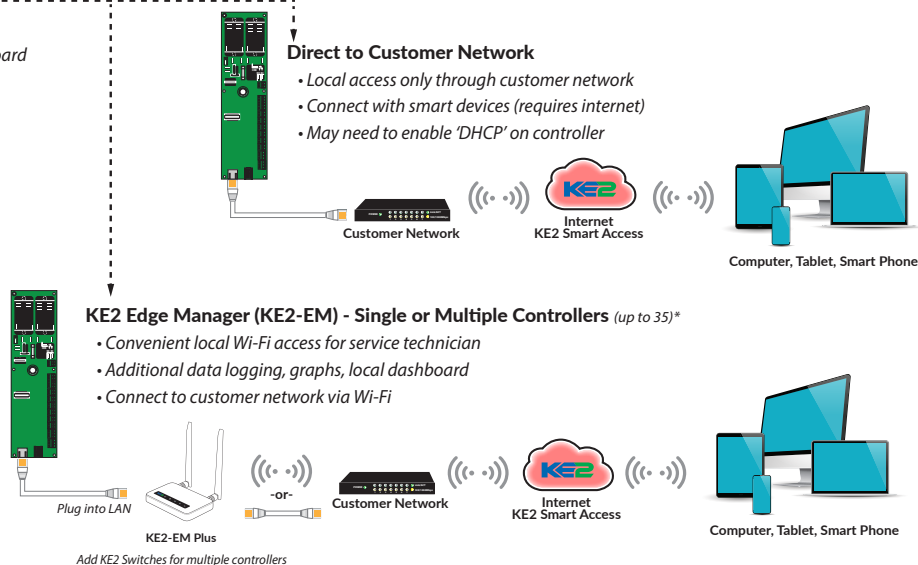 oard
Direct to Customer Network
• Local access only through customer network
• Connect with smart devices (requires internet)
• May need to enable 'DHCP' on controller
KE2
Customer Network
Internet
KE2 Smart Access
Computer, Tablet, Smart Phone
KE2 Edge Manager (KE2-EM) - Single or Multiple Controllers (up to 35)*
• Convenient local Wi-Fi access for service technician
• Additional data logging, graphs, local dashboard
• Connect to customer network via Wi-Fi
KE2
Plug into LAN
-or-
Customer Network
Internet
KE2 Smart Access
Computer, Tablet, Smart Phone
KE2-EM Plus
Add KE2 Switches for multiple controllers